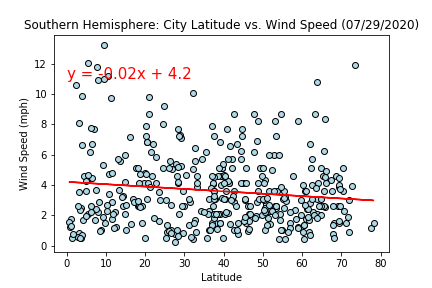 Southern Hemisphere: City Latitude vs. Wind Speed (07/29/2020)
12
10
8
6
4
2
0
Wind Speed (mph)
y = -0.02x + 4.2
0 10 20 30 40 50 60 70 80
Latitude